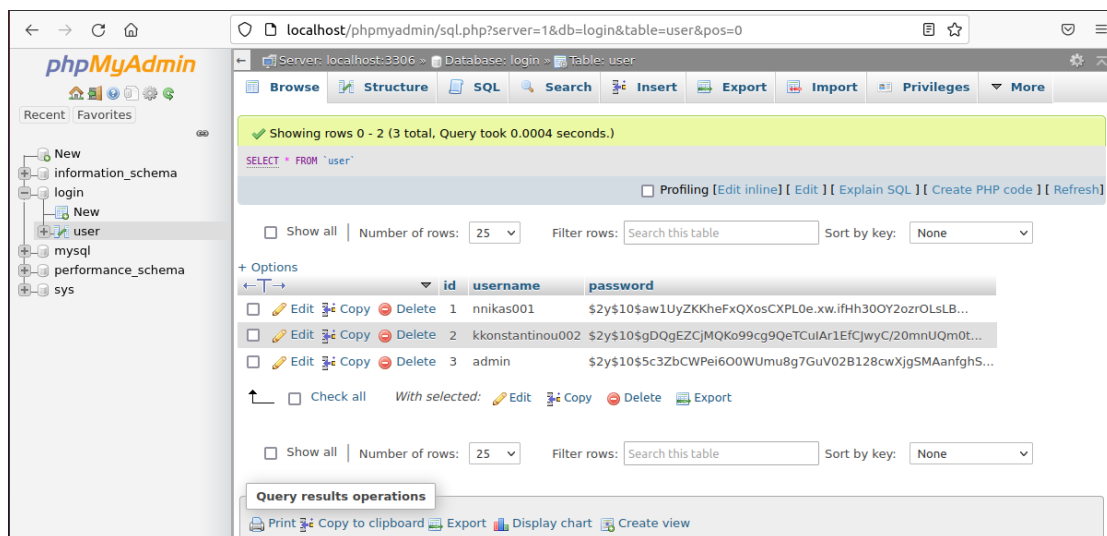 localhost/phpmyadmin/sql.php?server=1&db=login&table=user&pos=0
phpMyAdmin
Recent Favorites
New
information_schema
login
New
user
mysql
performance_schema
sys
Server: localhost:3306 » Database: login » Table: user
Browse Structure SQL Search Insert Export Import Privileges More
Showing rows 0 - 2 (3 total, Query took 0.0004 seconds.)
SELECT * FROM `user`
Profiling [Edit inline] [ Edit ] [ Explain SQL ] [ Create PHP code ] [ Refresh]
Show all Number of rows: 25 Filter rows: Search this table Sort by key: None
+ Options
id username password
Edit Copy Delete 1 nnikas001 $2y$10$aw1UyZKKheFxQXosCXPL0e.xw.ifHh30OY2ozrOLsLB...
Edit Copy Delete 2 kkonstantinou002 $2y$10$gDQgEZCjMQKo99cg9QeTCuIAr1EfCJwyC/20mnUQm0t...
Edit Copy Delete 3 admin $2y$10$5c3ZbCWPei6O0WUmu8g7GuV02B128cwXjgSMAanfghS...
Check all With selected: Edit Copy Delete Export
Show all Number of rows: 25 Filter rows: Search this table Sort by key: None
Query results operations
Print Copy to clipboard Export Display chart Create view